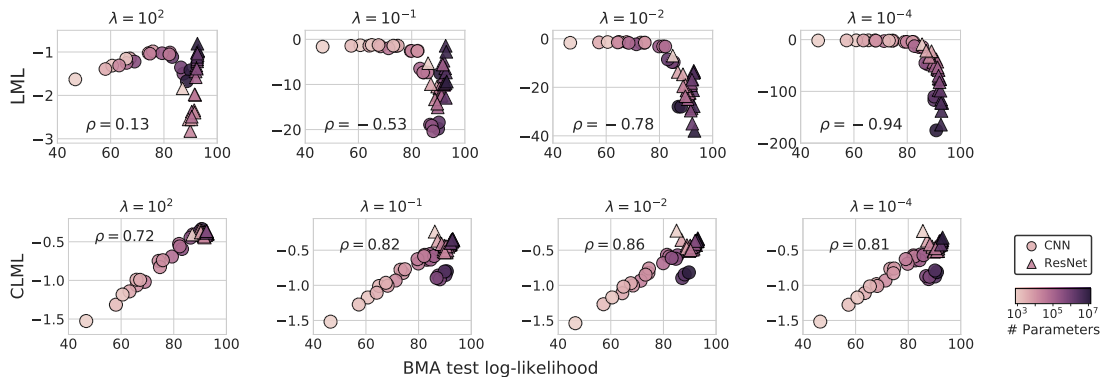 λ = 10²
λ = 10⁻¹
λ = 10⁻²
λ = 10⁻⁴
LML
−1
−2
−3
ρ = 0.13
40 60 80 100
0
−10
−20
ρ = −0.53
40 60 80 100
0
−20
−40
ρ = −0.78
40 60 80 100
0
−100
−200
ρ = −0.94
40 60 80 100
λ = 10²
λ = 10⁻¹
λ = 10⁻²
λ = 10⁻⁴
CLML
−0.5
−1.0
−1.5
ρ = 0.72
40 60 80 100
−0.5
−1.0
−1.5
ρ = 0.82
40 60 80 100
−0.5
−1.0
−1.5
ρ = 0.86
40 60 80 100
−0.5
−1.0
−1.5
ρ = 0.81
40 60 80 100
CNN
ResNet
10³ 10⁵ 10⁷
# Parameters
BMA test log-likelihood